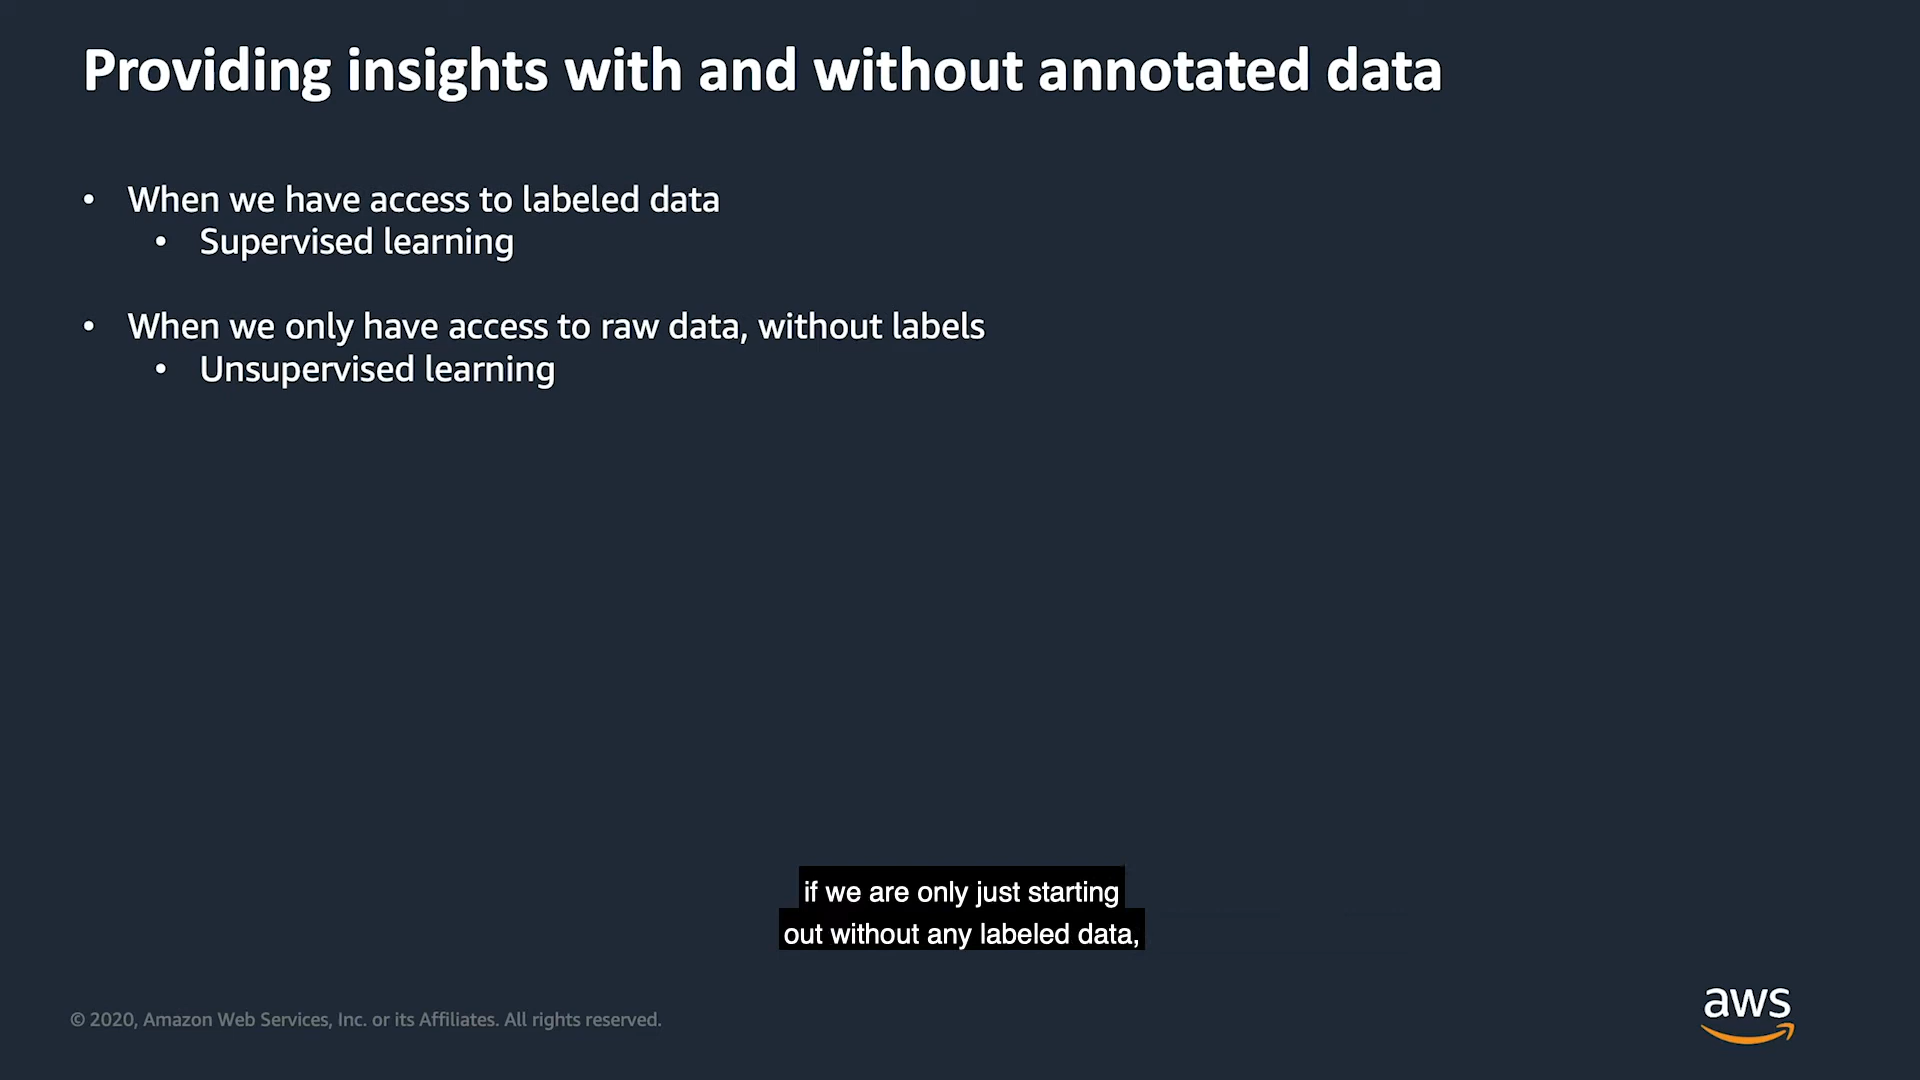 Providing insights with and without annotated data
• When we have access to labeled data
• Supervised learning
• When we only have access to raw data, without labels
• Unsupervised learning
if we are only just starting
out without any labeled data,
© 2020, Amazon Web Services, Inc. or its Affiliates. All rights reserved.
aws